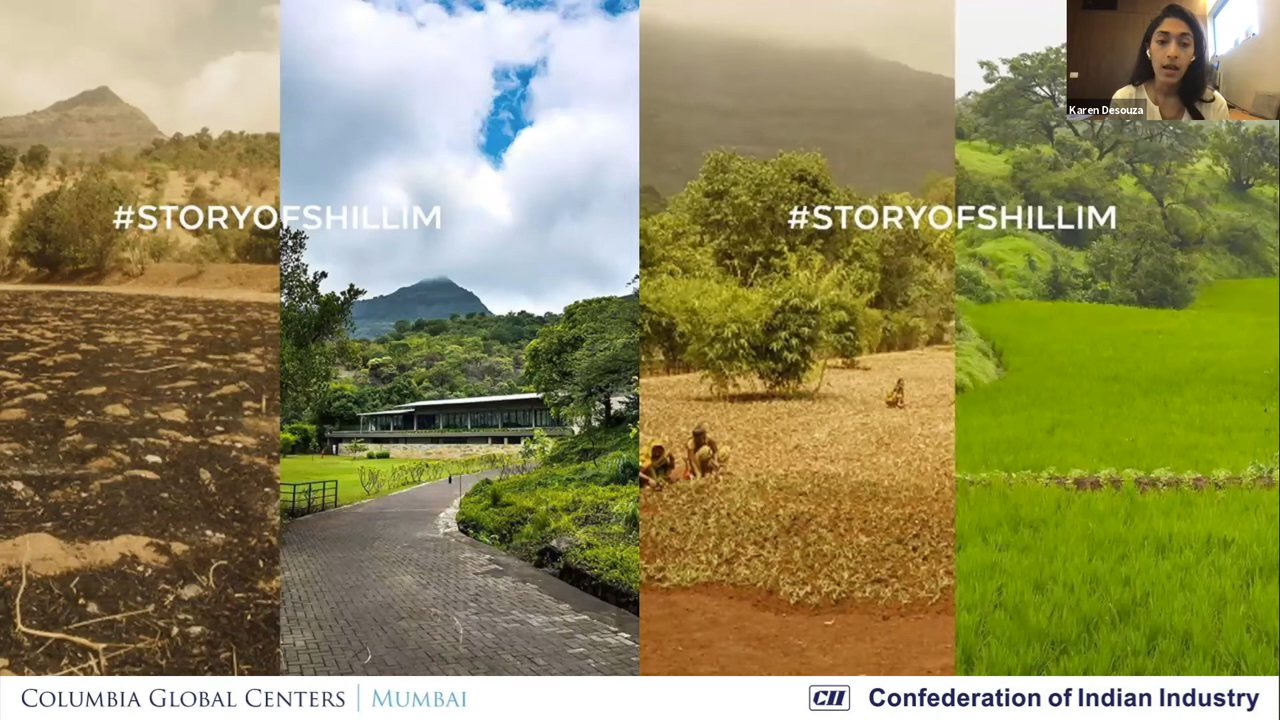 Karen Desouza
#STORYOFSHILLIM
#STORYOFSHILLIM
COLUMBIA GLOBAL CENTERS | MUMBAI
CII Confederation of Indian Industry